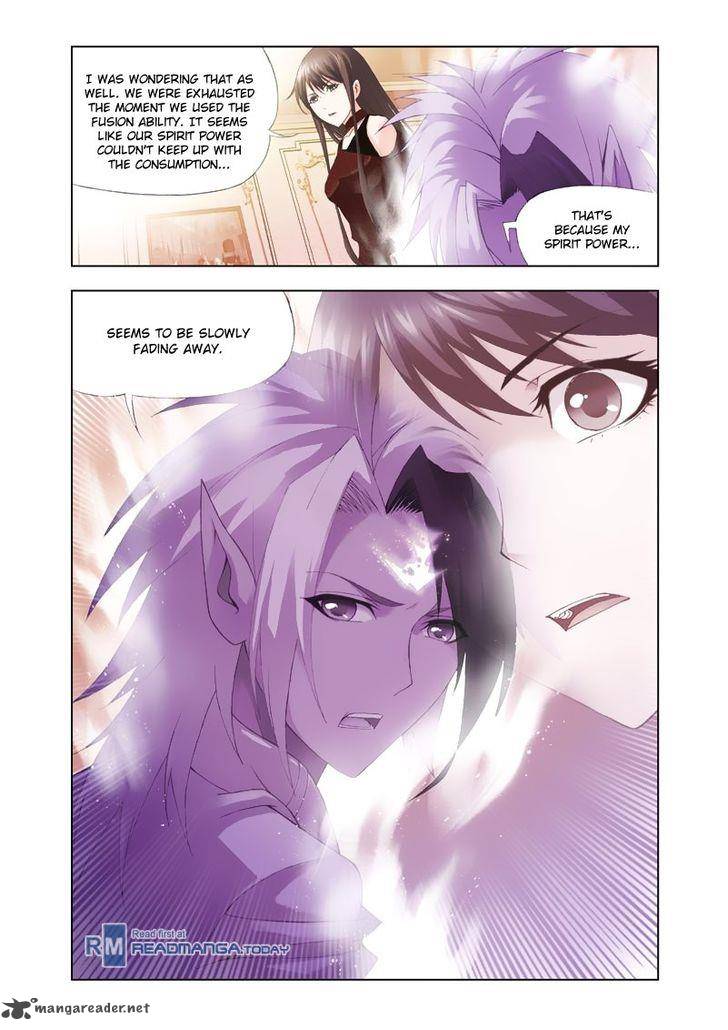 I WAS WONDERING THAT AS
WELL. WE WERE EXHAUSTED
THE MOMENT WE USED THE
FUSION ABILITY. IT SEEMS
LIKE OUR SPIRIT POWER
COULDN'T KEEP UP WITH
THE CONSUMPTION...
THAT'S
BECAUSE MY
SPIRIT POWER...
SEEMS TO BE SLOWLY
FADING AWAY.
RM
Read first at
READMANGA.TODAY
mangareader.net